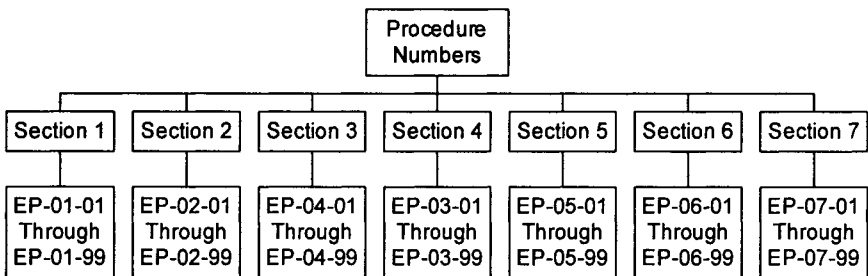 Procedure
Numbers
Section 1
Section 2
Section 3
Section 4
Section 5
Section 6
Section 7
EP-01-01
Through
EP-01-99
EP-02-01
Through
EP-02-99
EP-04-01
Through
EP-04-99
EP-03-01
Through
EP-03-99
EP-05-01
Through
EP-05-99
EP-06-01
Through
EP-06-99
EP-07-01
Through
EP-07-99